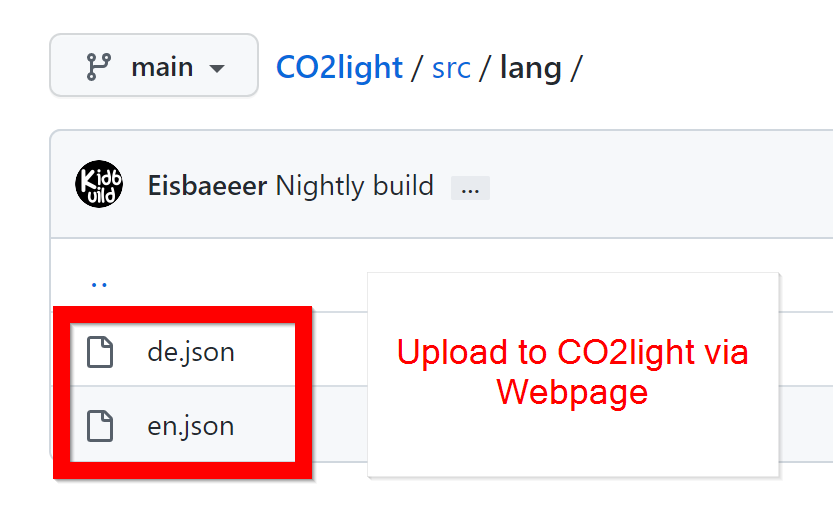 main
CO2light / src / lang /
Kidb
uild
Eisbaeeer Nightly build ...
..
de.json
en.json
Upload to CO2light via
Webpage